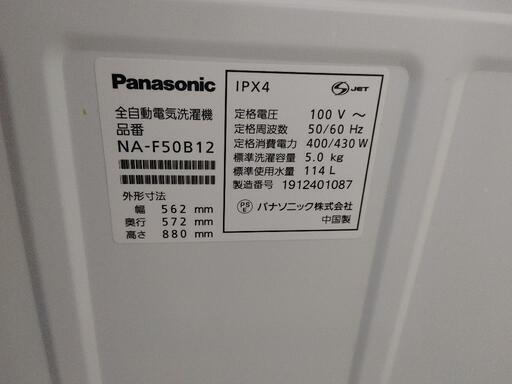 Panasonic
全自動電気洗濯機
品番
NA-F50B12
外形寸法
幅 562 mm
奥行 572 mm
高さ 880 mm
IPX4
JET
定格電圧 100 V ～
定格周波数 50/60 Hz
定格消費電力 400/430 W
標準洗濯容量 5.0 kg
標準使用水量 114 L
製造番号 1912401087
PS E パナソニック株式会社
中国製